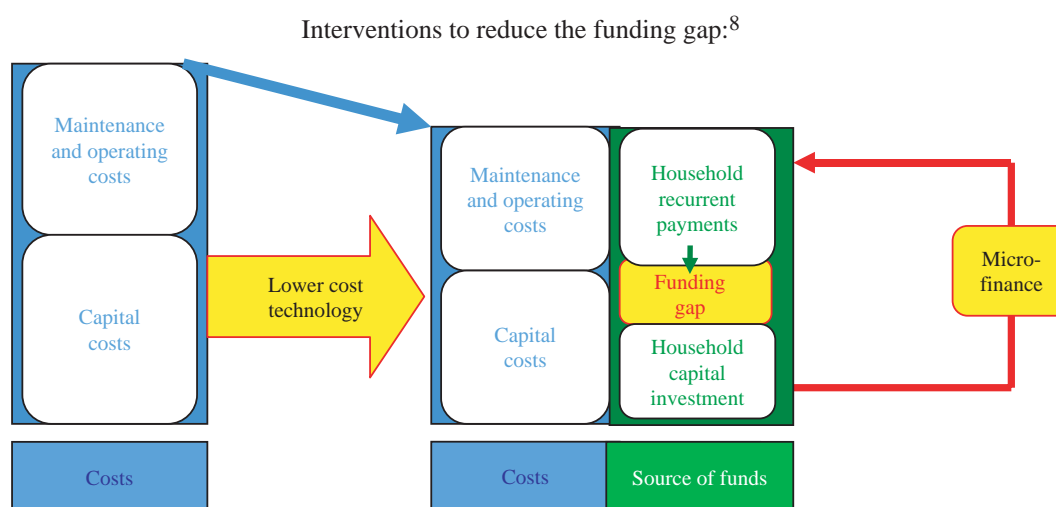 Interventions to reduce the funding gap:8
Maintenance
and operating
costs
Capital
costs
Lower cost
technology
Maintenance
and operating
costs
Capital
costs
Household
recurrent
payments
Funding
gap
Household
capital
investment
Micro-
finance
Costs
Costs
Source of funds